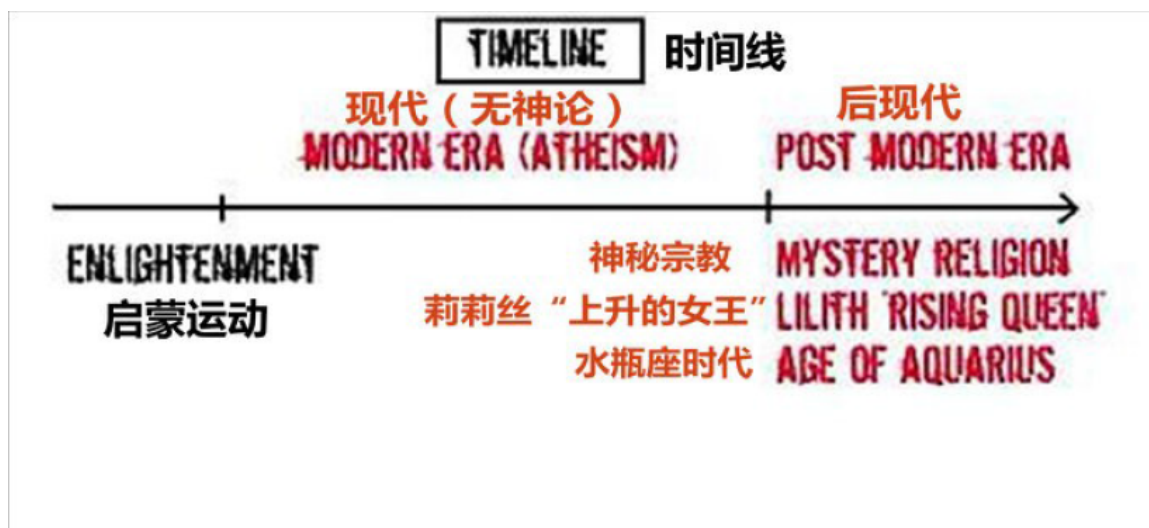 TIMELINE 时间线
现代（无神论） 后现代
MODERN ERA (ATHEISM) POST MODERN ERA
ENLIGHTENMENT
启蒙运动
神秘宗教 MYSTERY RELIGION
莉莉丝“上升的女王” LILITH "RISING QUEEN"
水瓶座时代 AGE OF AQUARIUS